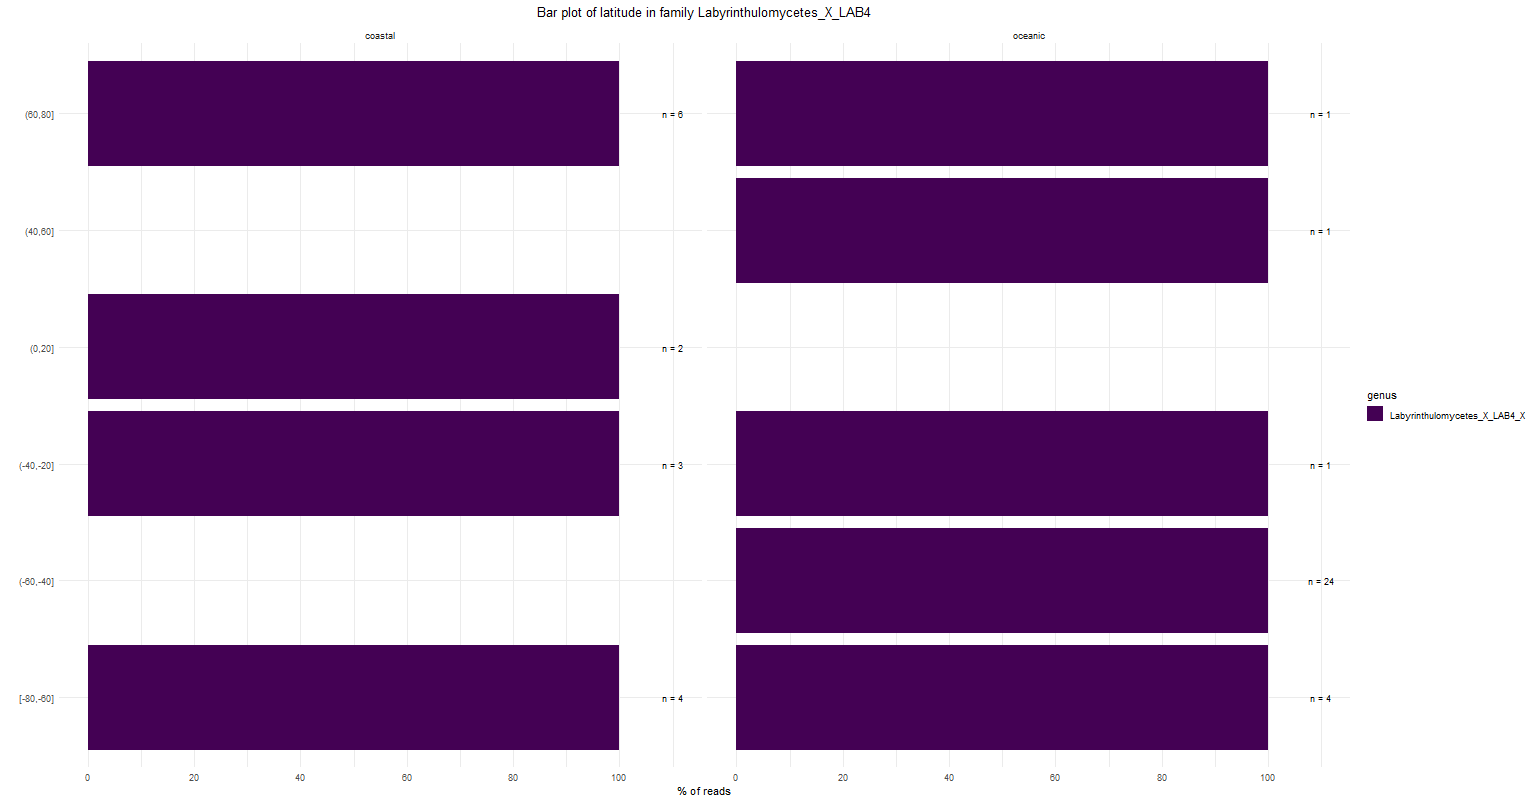 Bar plot of latitude in family Labyrinthulomycetes_X_LAB4
coastal
oceanic
(60,80]
n = 6
n = 1
(40,60]
n = 1
(0,20]
n = 2
(-40,-20]
n = 3
n = 1
(-60,-40]
n = 24
[-80,-60]
n = 4
n = 4
0 20 40 60 80 100
0 20 40 60 80 100
% of reads
genus
Labyrinthulomycetes_X_LAB4_X